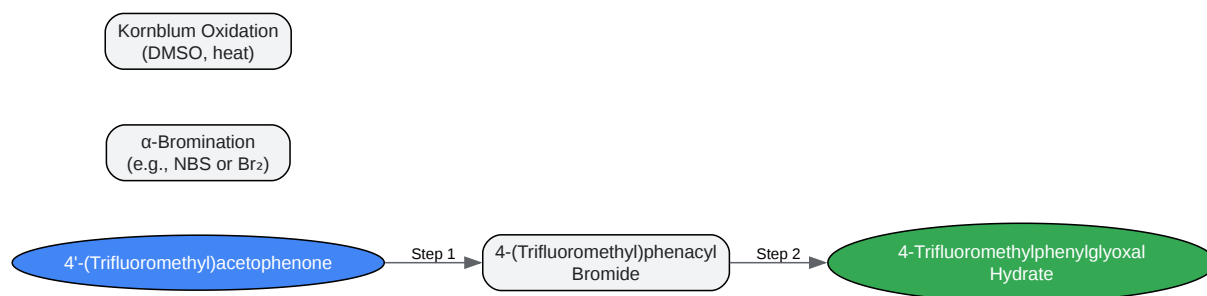 Kornblum Oxidation
(DMSO, heat)
α-Bromination
(e.g., NBS or Br₂)
4'-(Trifluoromethyl)acetophenone
Step 1
4-(Trifluoromethyl)phenacyl
Bromide
Step 2
4-Trifluoromethylphenylglyoxal
Hydrate